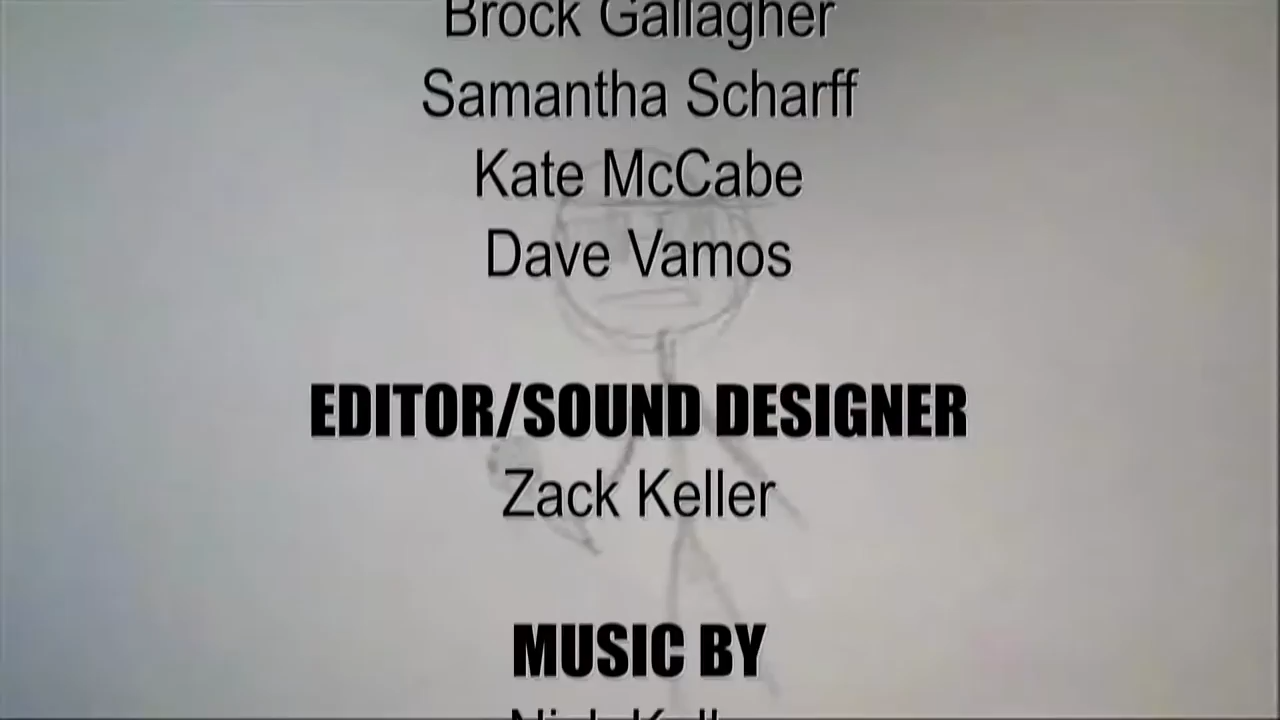 Brock Gallagher
Samantha Scharff
Kate McCabe
Dave Vamos
EDITOR/SOUND DESIGNER
Zack Keller
MUSIC BY